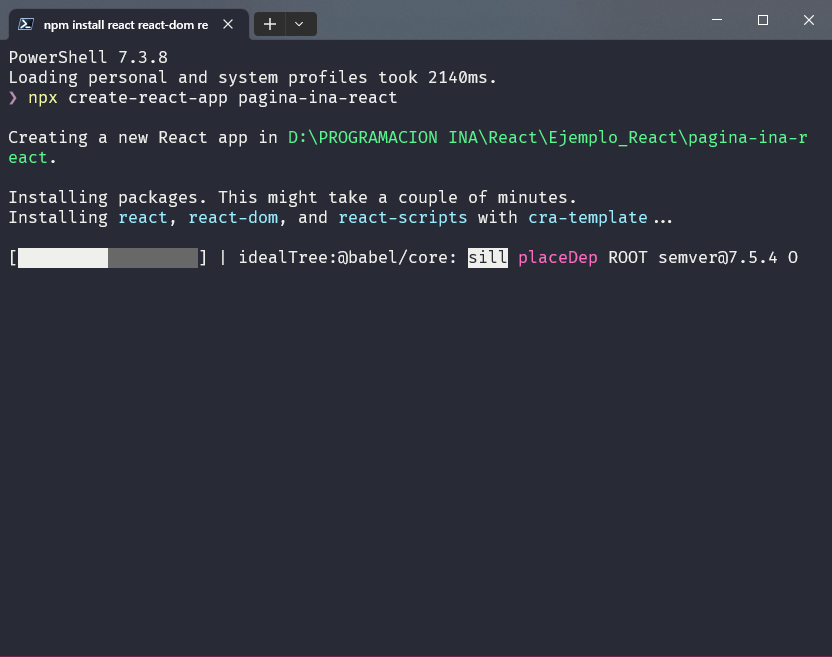 npm install react react-dom re
PowerShell 7.3.8
Loading personal and system profiles took 2140ms.
❯ npx create-react-app pagina-ina-react
Creating a new React app in D:\PROGRAMACION INA\React\Ejemplo_React\pagina-ina-r
eact.
Installing packages. This might take a couple of minutes.
Installing react, react-dom, and react-scripts with cra-template...
[                  ] | idealTree:@babel/core: sill placeDep ROOT semver@7.5.4 O